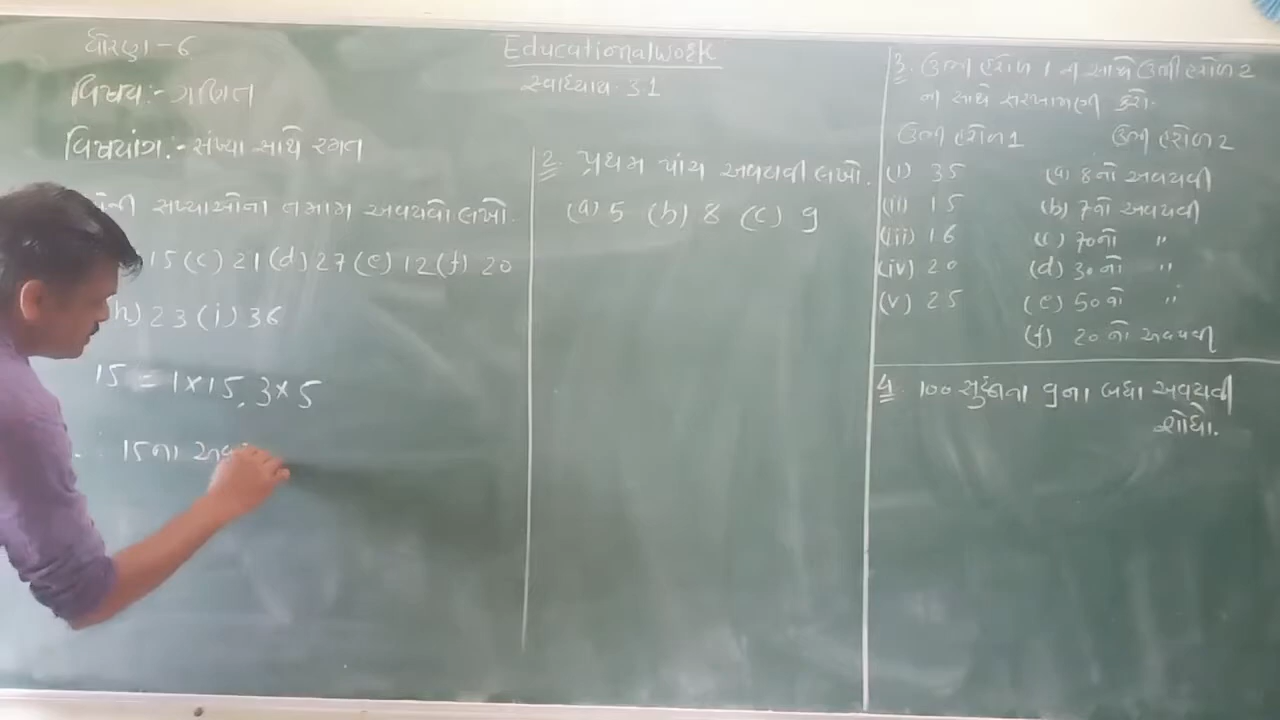 ધોરણ-6
વિષય:- ગણિત
વિષયાંગ:- સંખ્યા સાથે રમત
Educationalwork
સ્વાધ્યાય 3.1
સંખ્યાઓના તમામ અવયવો લખો.
15 (c) 21 (d) 27 (e) 12 (f) 20
23 (i) 36
15 = 1×15, 3×5
15ના
2. પ્રથમ પાંચ અવયવી લખો.
(a) 5 (b) 8 (c) 9
3. ઉભી હરોળ 1 ની સાથે ઉભી હરોળ 2
ની સાથે સરખામણી કરો.
ઉભી હરોળ 1 ઉભી હરોળ 2
(i) 35 (a) 8નો અવયવી
(ii) 15 (b) 7નો અવયવી
(iii) 16 (c) 70નો "
(iv) 20 (d) 30નો "
(v) 25 (e) 50નો "
(f) 20નો અવયવી
4. 100 સુધીના 9ના બધા અવયવી
શોધો.